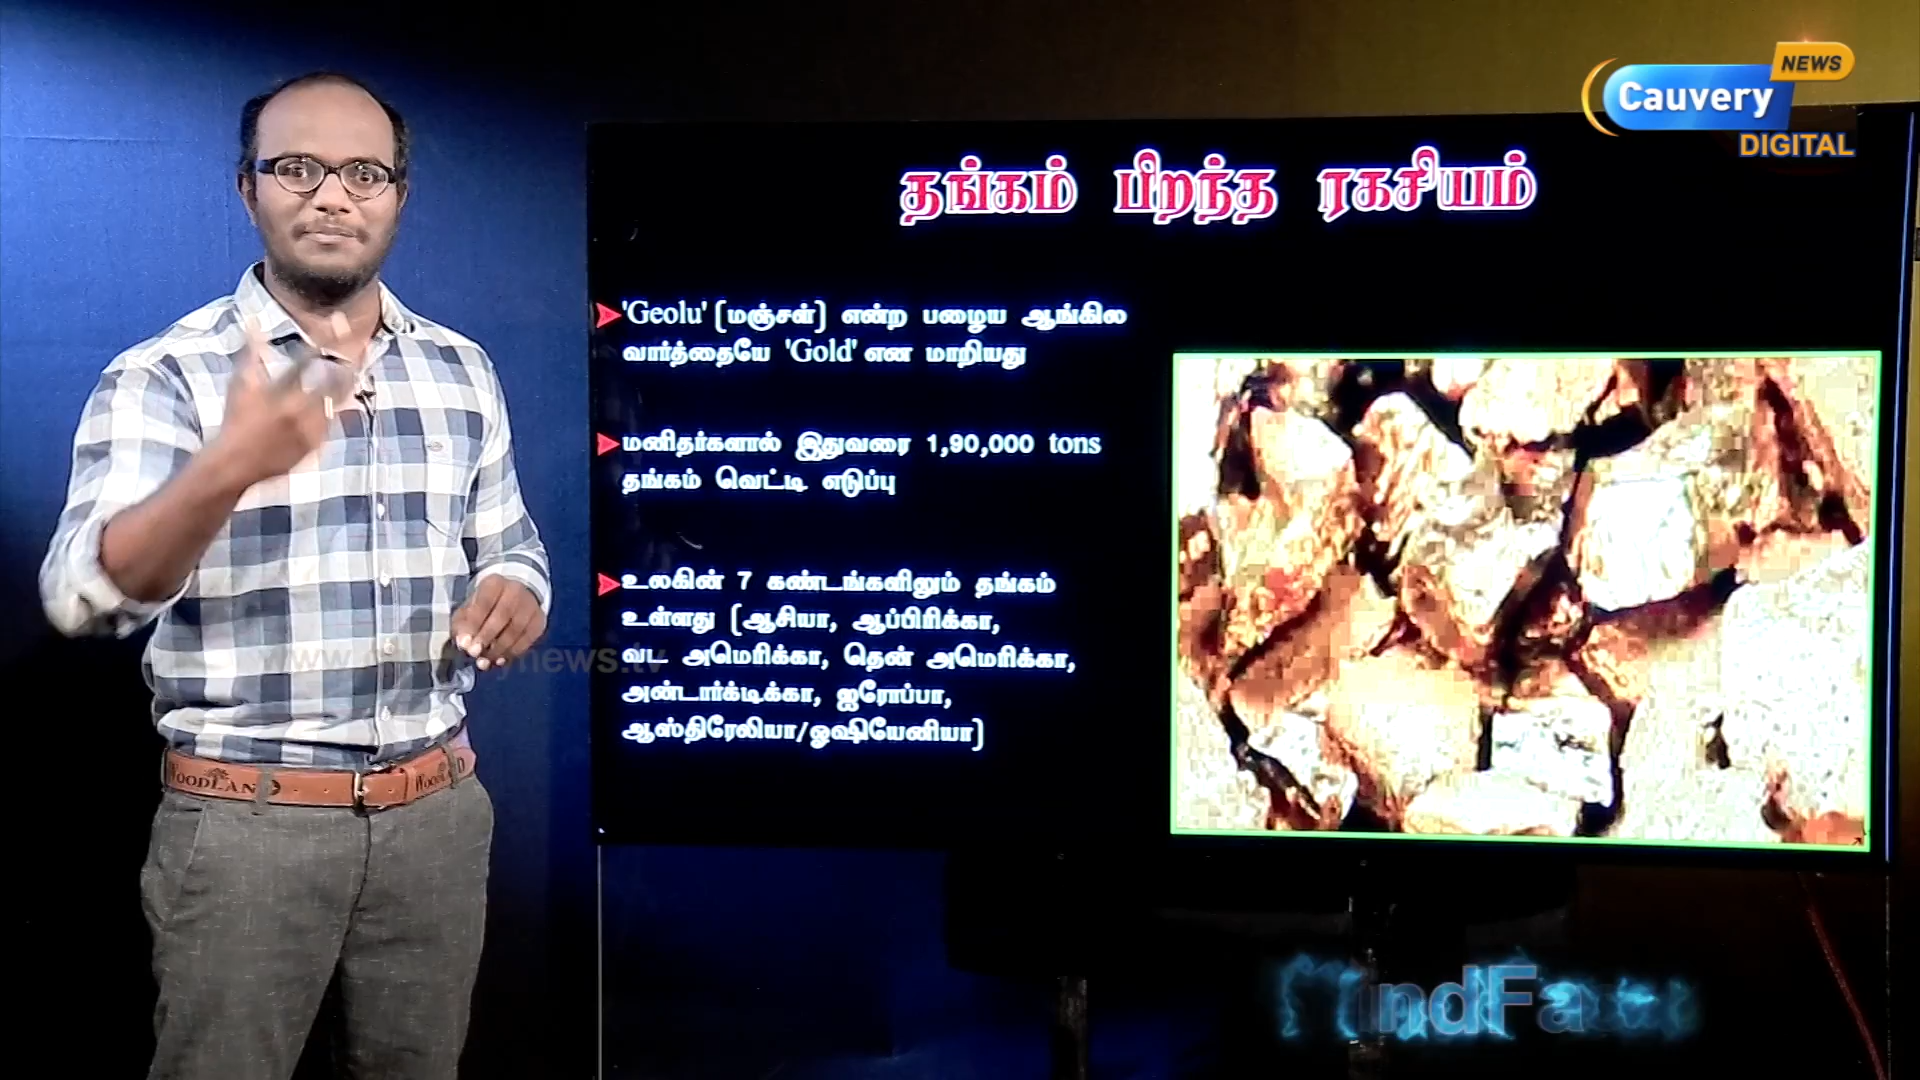 NEWS
Cauvery
DIGITAL
தங்கம் பிறந்த ரகசியம்
'Geolu' (மஞ்சள்) என்ற பழைய ஆங்கில
வார்த்தையே 'Gold' என மாறியது
மனிதர்களால் இதுவரை 1,90,000 tons
தங்கம் வெட்டி எடுப்பு
உலகின் 7 கண்டங்களிலும் தங்கம்
உள்ளது (ஆசியா, ஆப்பிரிக்கா,
வட அமெரிக்கா, தென் அமெரிக்கா,
அன்டார்க்டிக்கா, ஐரோப்பா,
ஆஸ்திரேலியா/ஓஷியேனியா)
WOODLAN